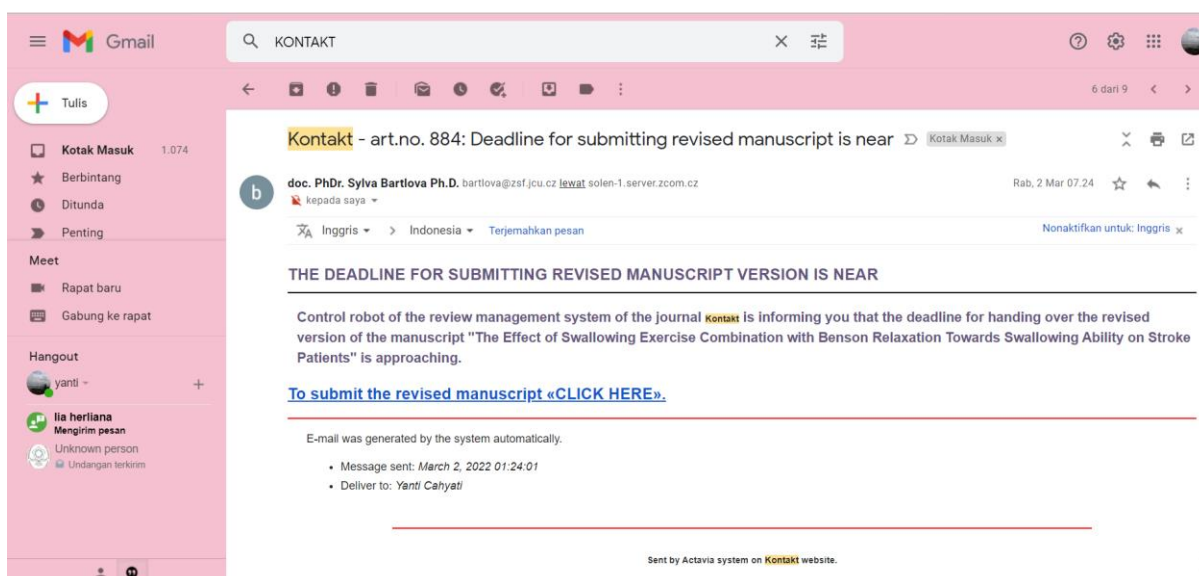 Gmail
KONTAKT
Tulis
6 dari 9
Kotak Masuk 1.074
Berbintang
Ditunda
Penting
Meet
Rapat baru
Gabung ke rapat
Hangout
yanti
lia herliana
Mengirim pesan
Unknown person
Undangan terkirim
Kontakt - art.no. 884: Deadline for submitting revised manuscript is near Kotak Masuk x
doc. PhDr. Sylva Bartlova Ph.D. bartlova@zsf.jcu.cz lewat solen-1.server.zcom.cz
Rab, 2 Mar 07.24
b
kepada saya
Inggris > Indonesia Terjemahkan pesan
Nonaktifkan untuk: Inggris x
THE DEADLINE FOR SUBMITTING REVISED MANUSCRIPT VERSION IS NEAR
Control robot of the review management system of the journal Kontakt is informing you that the deadline for handing over the revised
version of the manuscript "The Effect of Swallowing Exercise Combination with Benson Relaxation Towards Swallowing Ability on Stroke
Patients" is approaching.
To submit the revised manuscript «CLICK HERE».
E-mail was generated by the system automatically.
• Message sent: March 2, 2022 01:24:01
• Deliver to: Yanti Cahyati
Sent by Actavia system on Kontakt website.